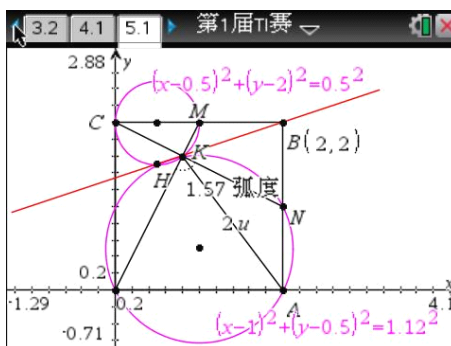 3.2 4.1 5.1 第1届TI赛
2.88 y
(x-0.5)²+(y-2)²=0.5²
C M
B(2,2)
K
H 1.57 弧度
N
2u
0.2 x
-1.29 0.2 A 4.1
(x-1)²+(y-0.5)²=1.12²
-0.71